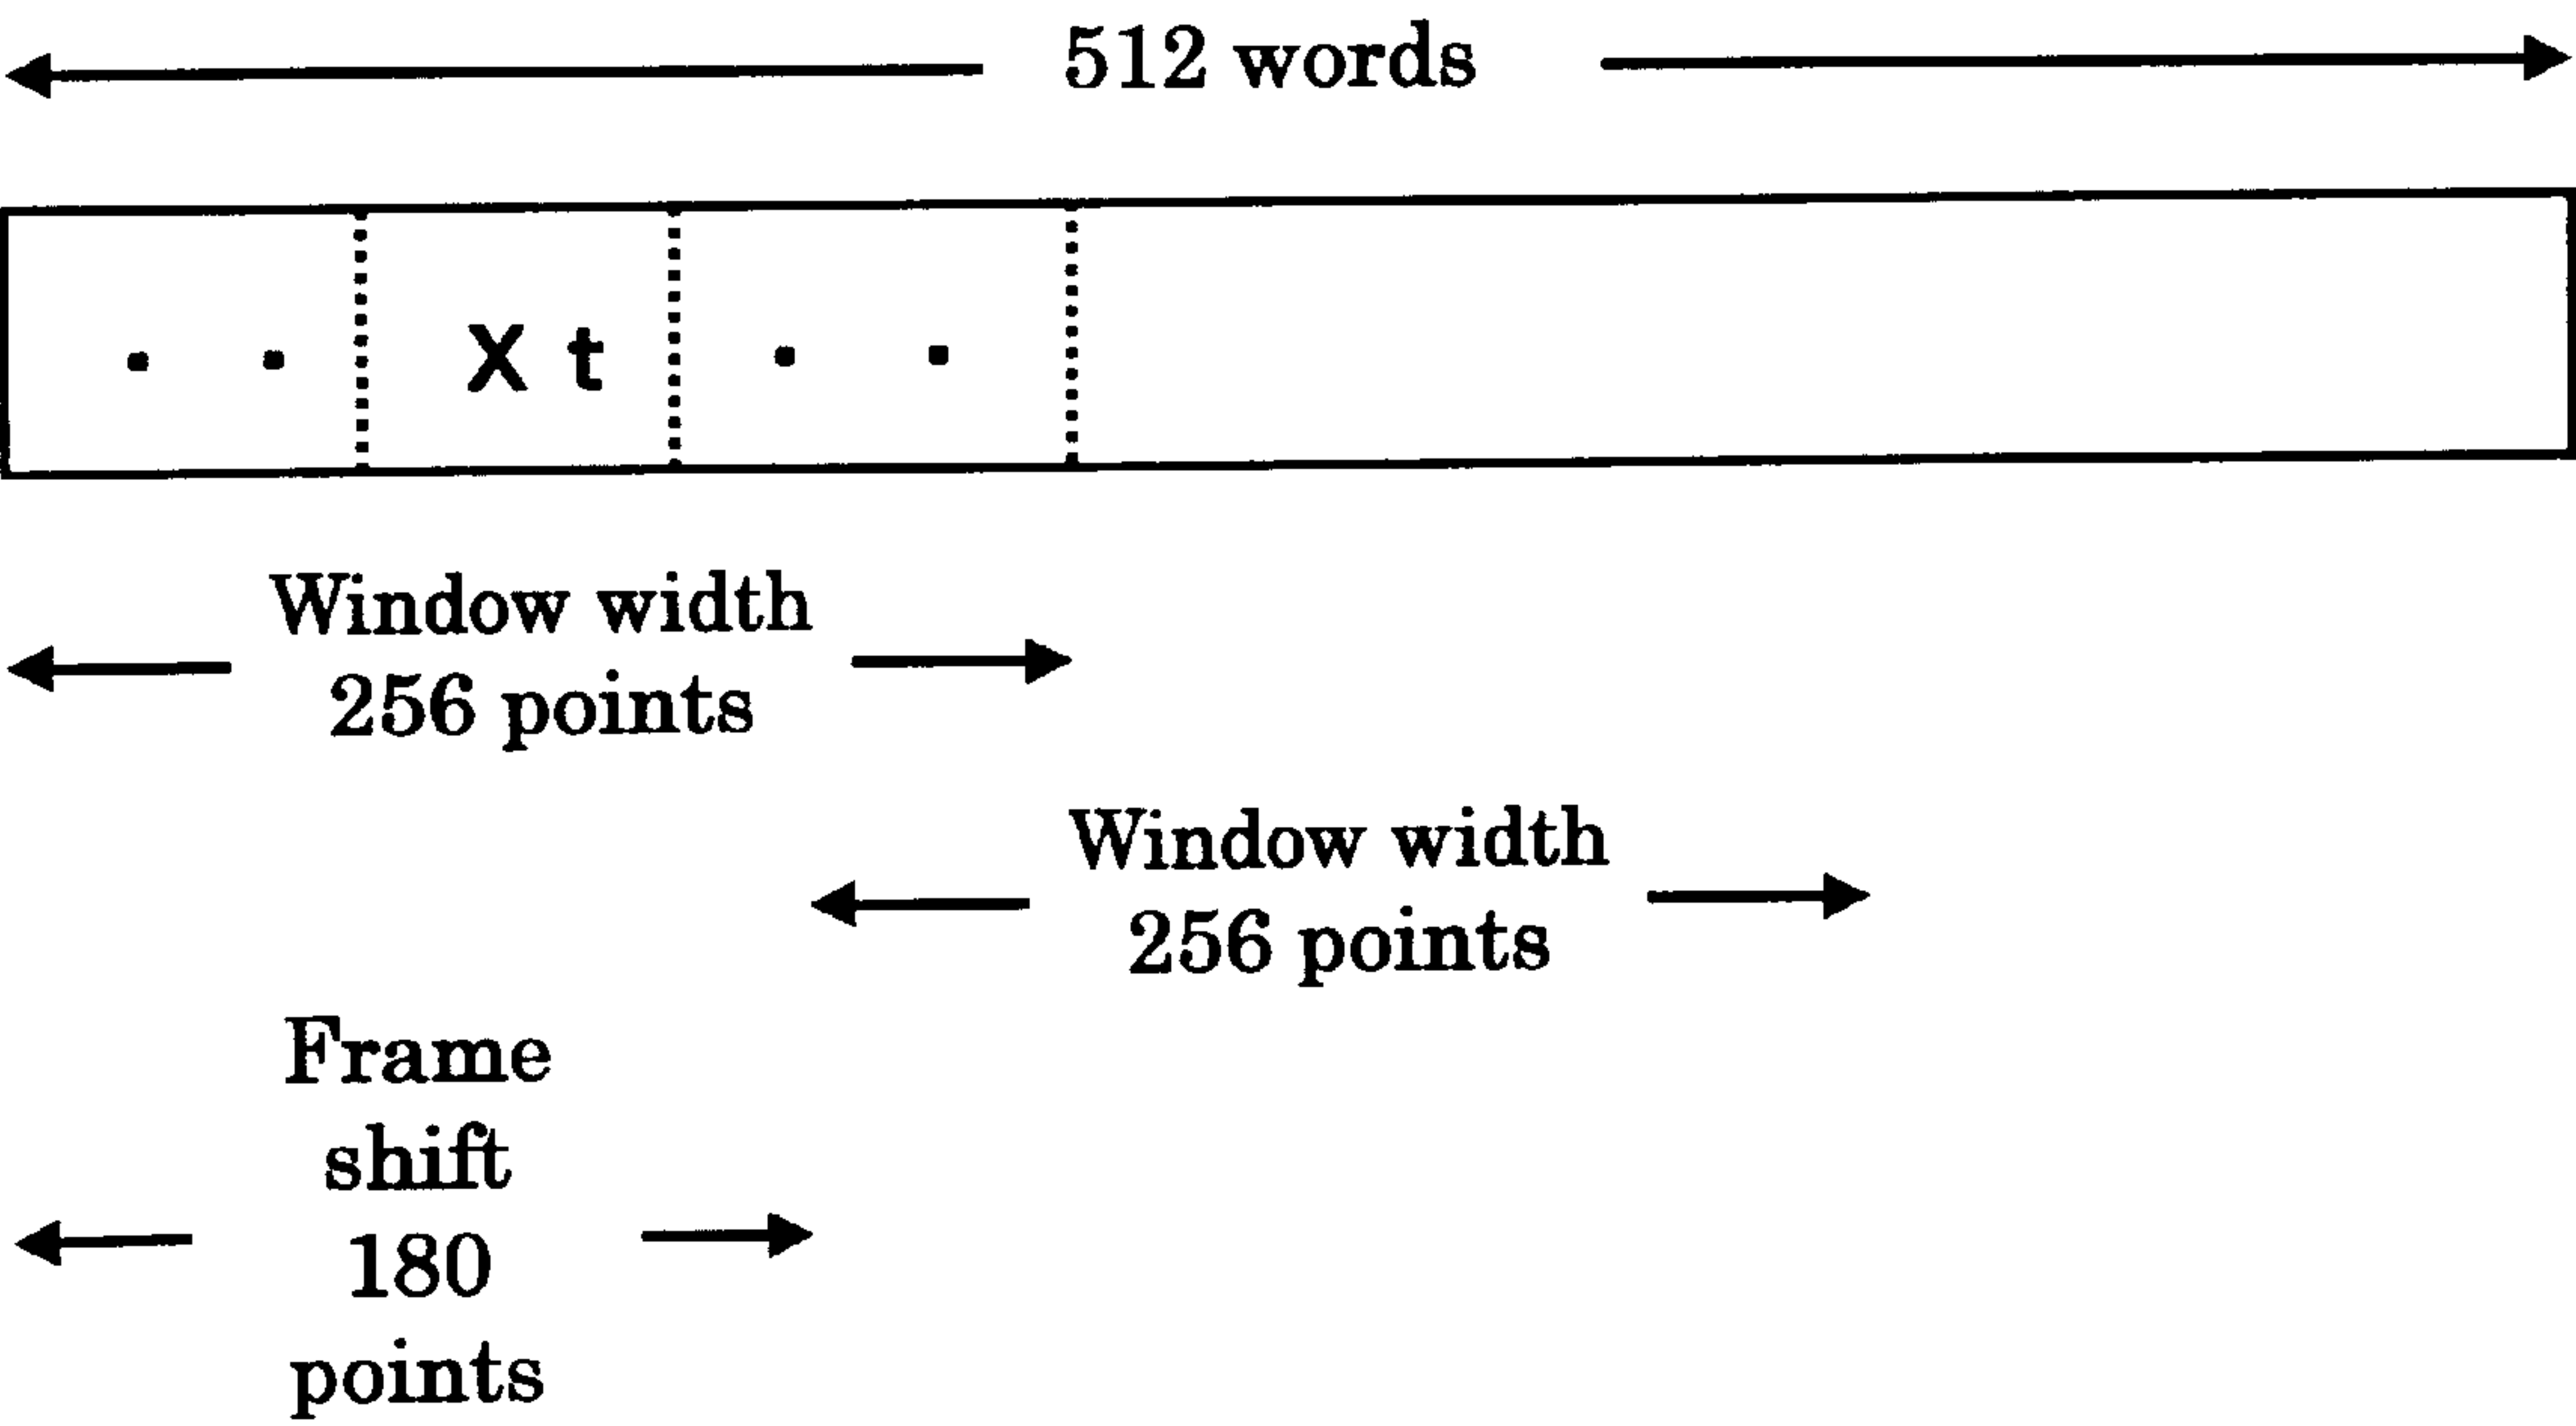 512 words
. . X t . .
Window width
256 points
Window width
256 points
Frame
shift
180
points